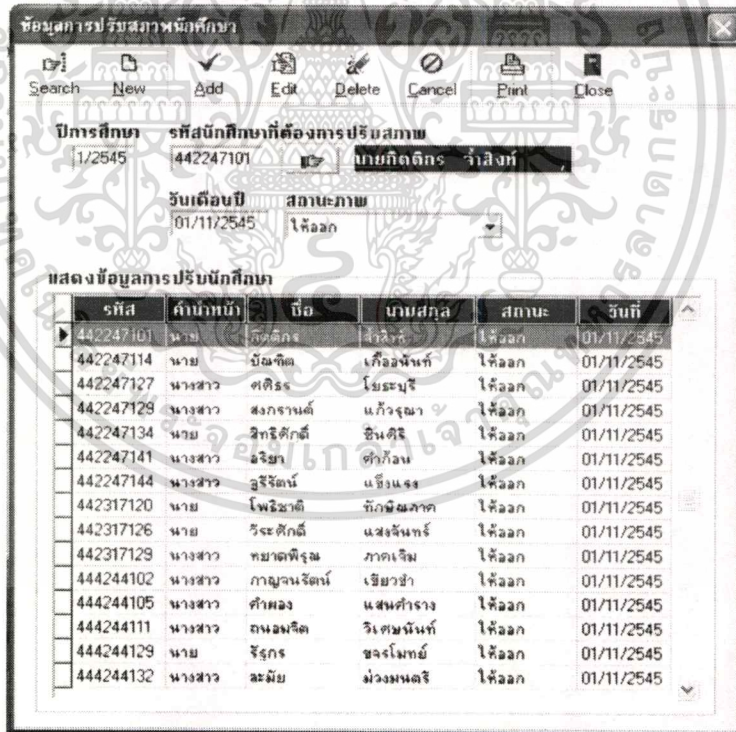 ข้อมูลการปรับสภาพนักศึกษา
Search New Add Edit Delete Cancel Print Close
ปีการศึกษา รหัสนักศึกษาที่ต้องการปรับสภาพ
1/2545 442247101 นายกิตติกร จำสิงห์ ,
วันเดือนปี สถานะภาพ
01/11/2545 ให้ออก
แสดงข้อมูลการปรับนักศึกษา
รหัส คำนำหน้า ชื่อ นามสกุล สถานะ วันที่
442247101 นาย กิตติกร จำสิงห์ ให้ออก 01/11/2545
442247114 นาย บัณฑิต เกื้ออนันท์ ให้ออก 01/11/2545
442247127 นางสาว ศศิธร โยธะบุรี ให้ออก 01/11/2545
442247129 นางสาว สงกรานต์ แก้วรุณา ให้ออก 01/11/2545
442247134 นาย สิทธิศักดิ์ ชินศิริ ให้ออก 01/11/2545
442247141 นางสาว อริยา คำก้อน ให้ออก 01/11/2545
442247144 นางสาว อุรีรัตน์ แข็งแรง ให้ออก 01/11/2545
442317120 นาย โพธิชาติ ทักษิณภาค ให้ออก 01/11/2545
442317126 นาย วีระศักดิ์ แสงจันทร์ ให้ออก 01/11/2545
442317129 นางสาว หยาดพิรุณ ภาคเจิม ให้ออก 01/11/2545
444244102 นางสาว กาญจนรัตน์ เขียวชำ ให้ออก 01/11/2545
444244105 นางสาว คำผอง แสนคำราง ให้ออก 01/11/2545
444244111 นางสาว ถนอมจิต วิเศษนันท์ ให้ออก 01/11/2545
444244129 นาย รัฐกร ขจรโมทย์ ให้ออก 01/11/2545
444244132 นางสาว ละมัย ม่วงมนตรี ให้ออก 01/11/2545